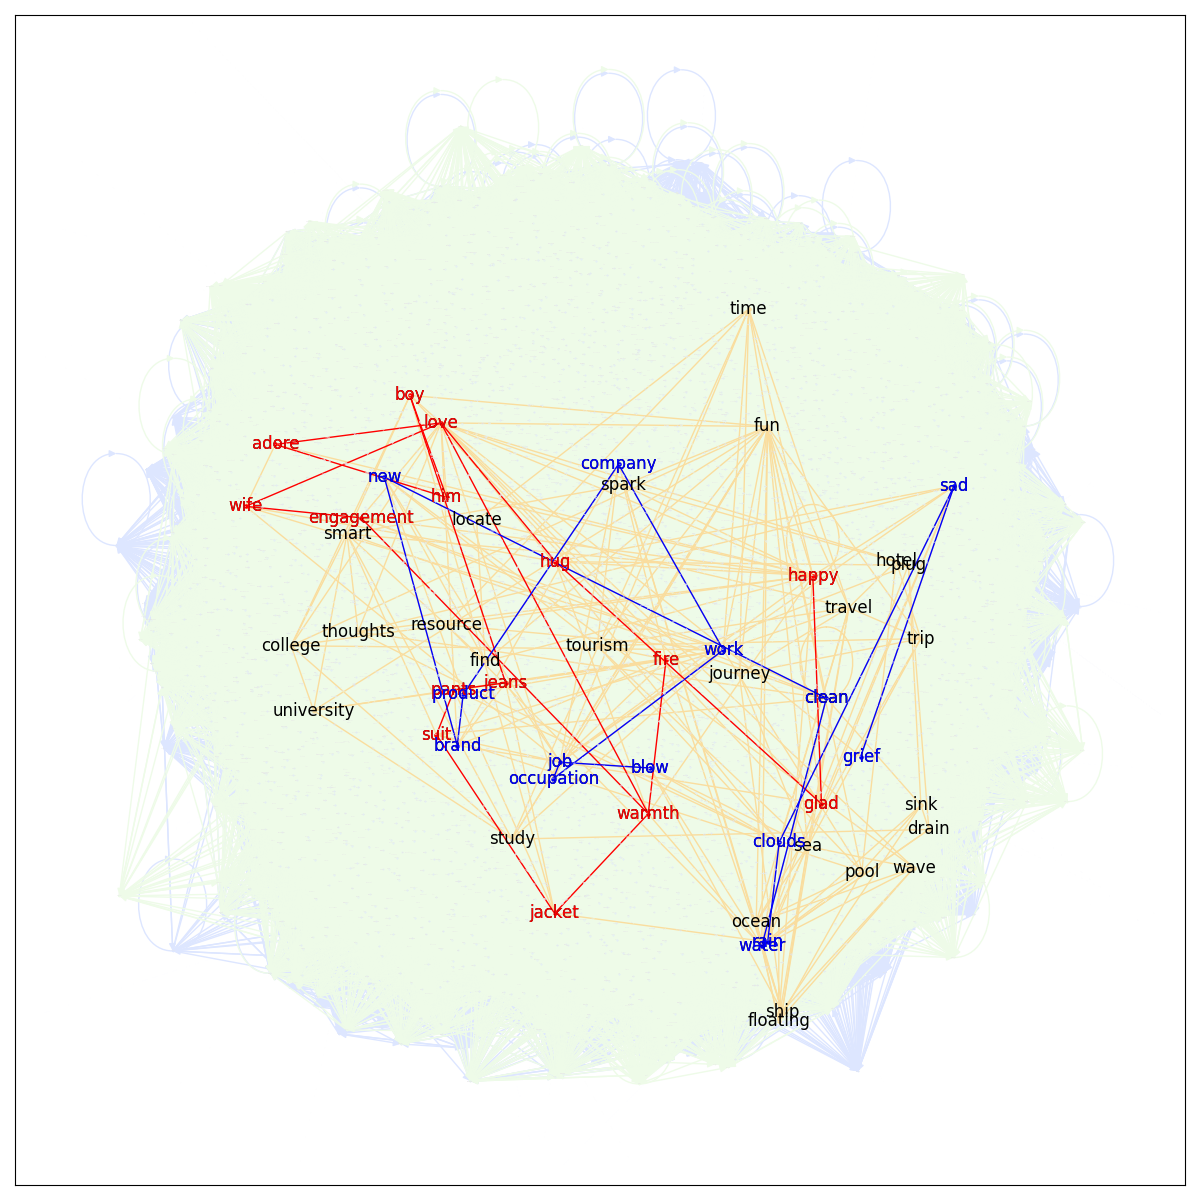 time
boy
love
fun
adore
company
new
spark
sad
him
wife
engagement
locate
smart
hug
hotel
plug
happy
travel
resource
thoughts
trip
college
tourism
work
find
fire
journey
jeans
pants
product
clean
university
suit
brand
grief
job
blow
occupation
glad
sink
warmth
drain
study
clouds
sea
wave
pool
jacket
ocean
rain
water
ship
floating